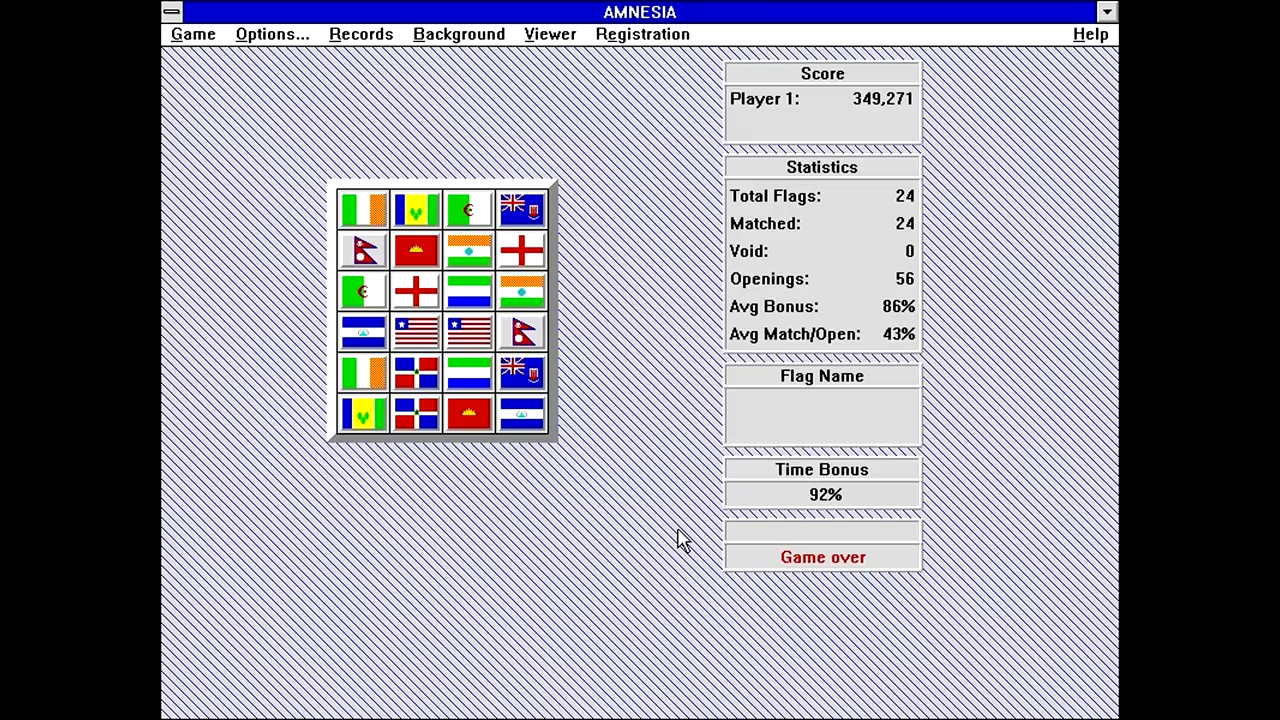 AMNESIA
Game Options... Records Background Viewer Registration Help
Score
Player 1: 349,271
Statistics
Total Flags: 24
Matched: 24
Void: 0
Openings: 56
Avg Bonus: 86%
Avg Match/Open: 43%
Flag Name
Time Bonus
92%
Game over